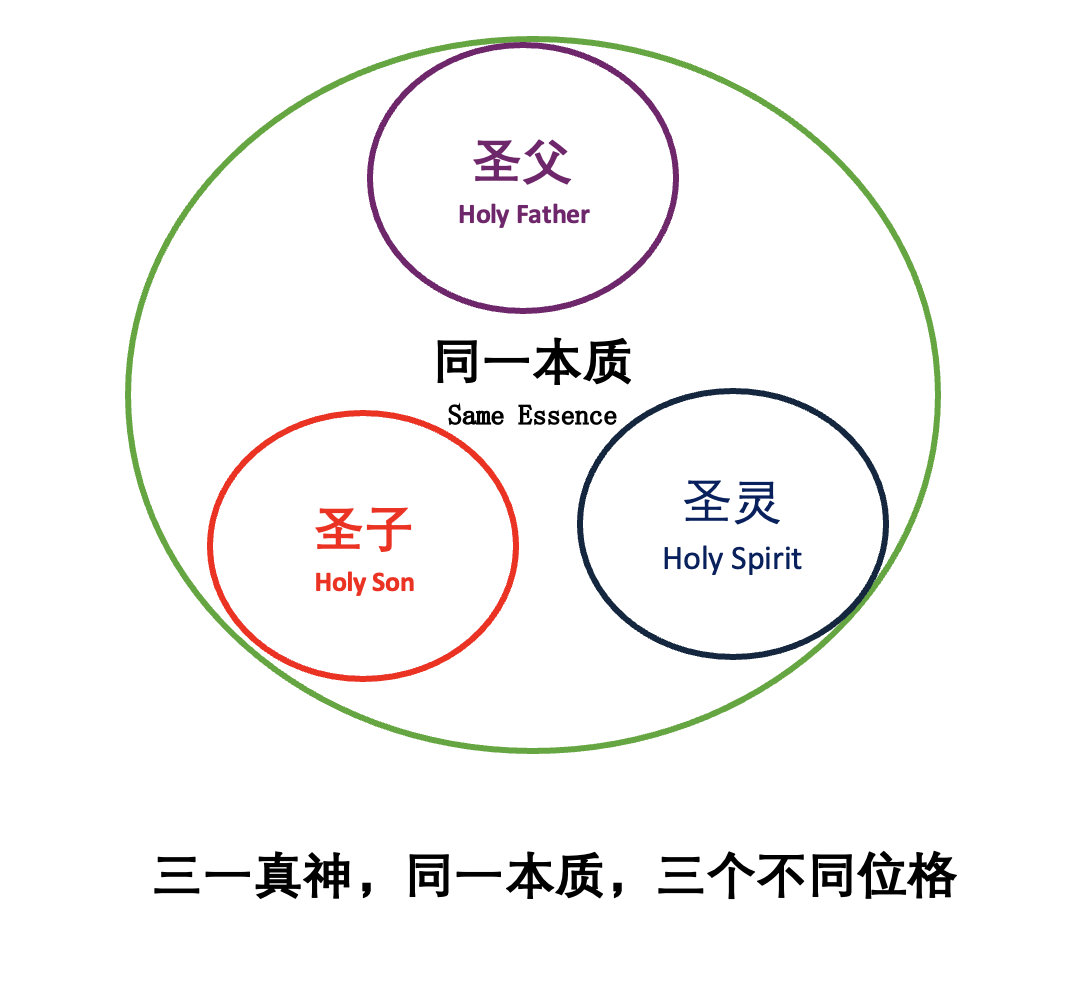 圣父
Holy Father
同一本质
Same Essence
圣子
Holy Son
圣灵
Holy Spirit
三一真神，同一本质，三个不同位格